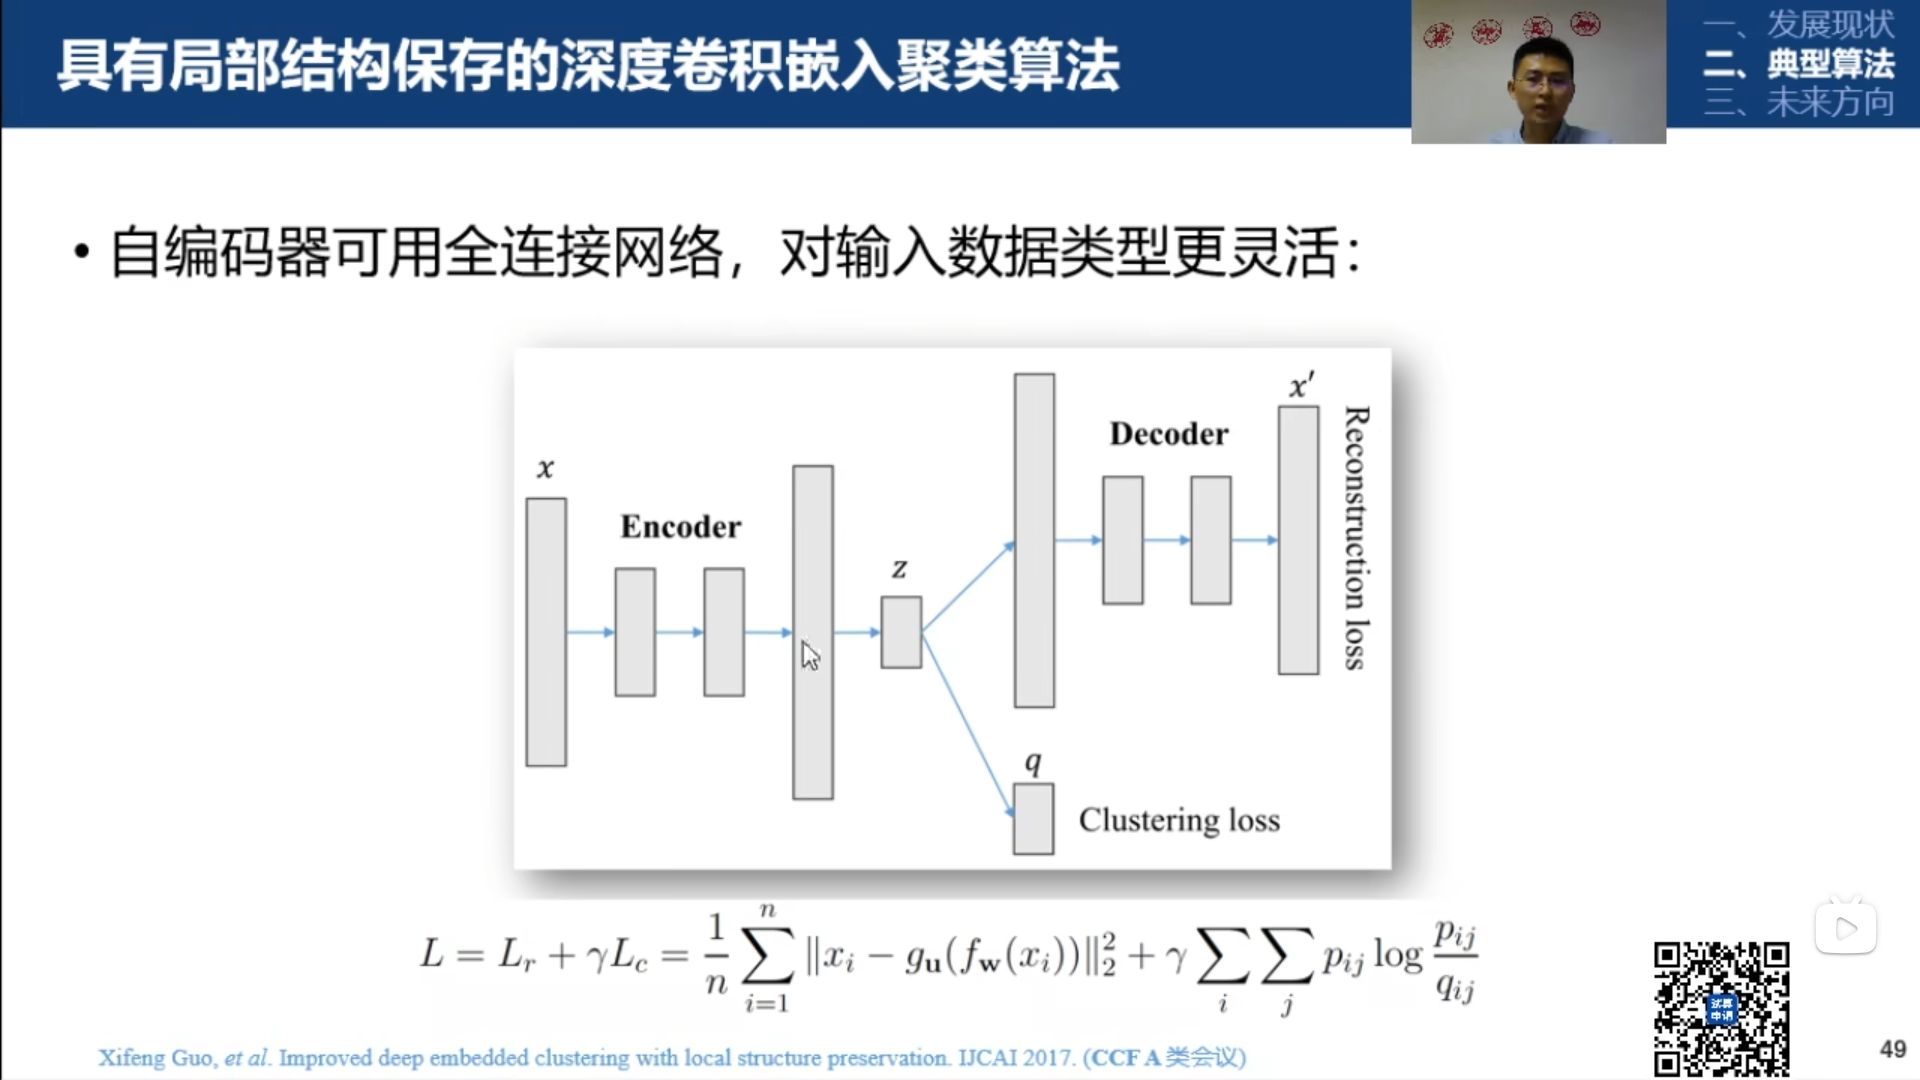 具有局部结构保存的深度卷积嵌入聚类算法
一、发展现状
二、典型算法
三、未来方向
• 自编码器可用全连接网络，对输入数据类型更灵活：
x
Encoder
z
Decoder
x′
Reconstruction loss
q
Clustering loss
L = L_r + γL_c = \frac{1}{n} \sum_{i=1}^{n} \|x_i − g_{\mathbf{u}}(f_{\mathbf{w}}(x_i))\|_2^2 + γ \sum_i \sum_j p_{ij} \log \frac{p_{ij}}{q_{ij}}
试算
申请
Xifeng Guo, et al. Improved deep embedded clustering with local structure preservation. IJCAI 2017. (CCF A 类会议)
49